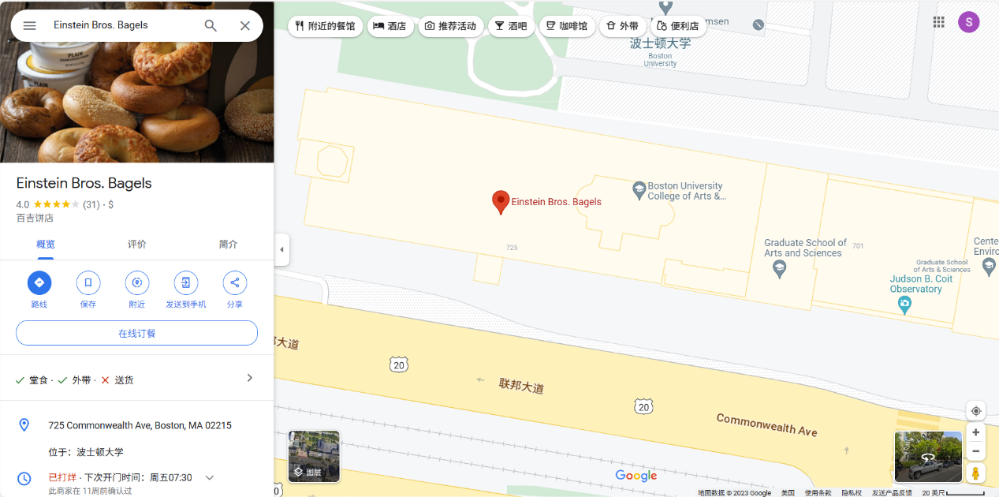 Einstein Bros. Bagels
附近的餐馆
酒店
推荐活动
酒吧
咖啡馆
外带
便利店
S
PLAIN
PLAIN
msen
波士顿大学
Boston
University
Einstein Bros. Bagels
4.0 (31) · $
百吉饼店
概览
评价
简介
路线
保存
附近
发送到手机
分享
在线订餐
堂食 · 外带 · 送货
725 Commonwealth Ave, Boston, MA 02215
位于：波士顿大学
已打烊 · 下次开门时间：周五07:30
此商家在 11周前确认过
Einstein Bros. Bagels
Boston University
College of Arts &...
725
Graduate School of
Arts and Sciences
701
Cente
Enviro
Graduate School
of Arts & Sciences
Judson B. Coit
Observatory
邦大道
20
联邦大道
20
Commonwealth Ave
图层
0
Google
地图数据 © 2023 Google 美国 使用条款 隐私权 发送产品反馈 20 英尺